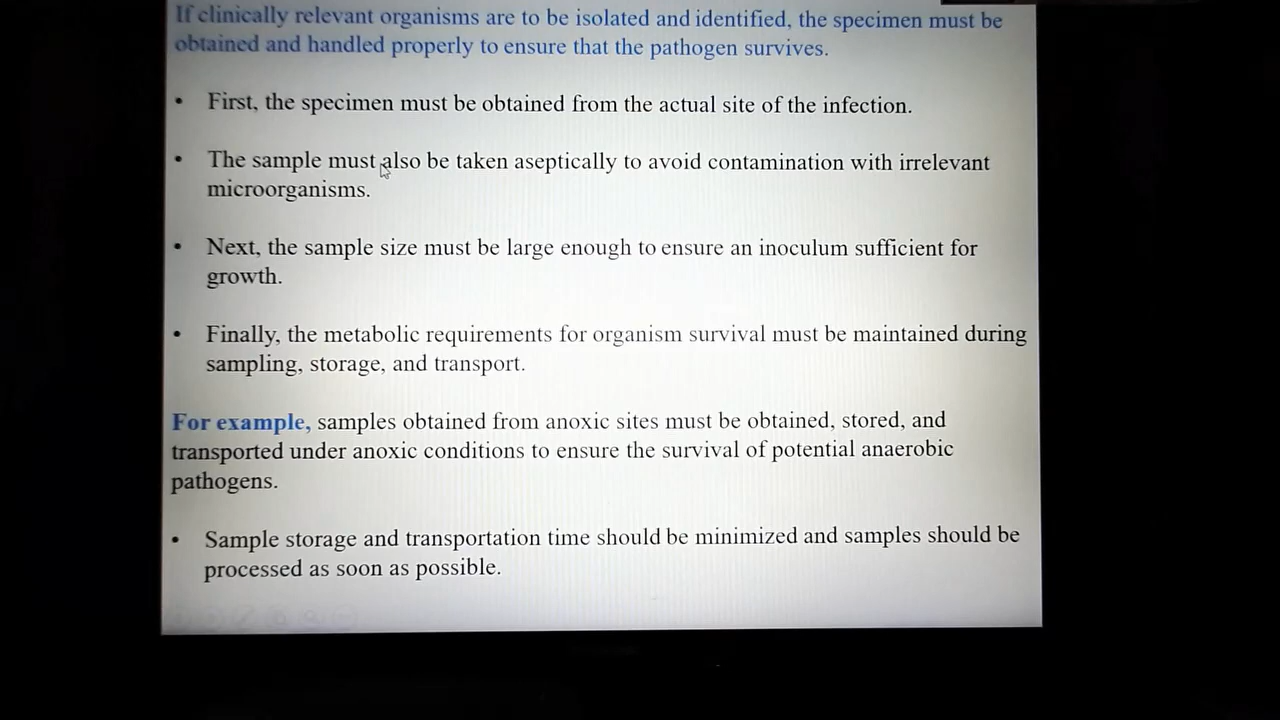 If clinically relevant organisms are to be isolated and identified, the specimen must be
obtained and handled properly to ensure that the pathogen survives.
• First, the specimen must be obtained from the actual site of the infection.
• The sample must also be taken aseptically to avoid contamination with irrelevant
microorganisms.
• Next, the sample size must be large enough to ensure an inoculum sufficient for
growth.
• Finally, the metabolic requirements for organism survival must be maintained during
sampling, storage, and transport.
For example, samples obtained from anoxic sites must be obtained, stored, and
transported under anoxic conditions to ensure the survival of potential anaerobic
pathogens.
• Sample storage and transportation time should be minimized and samples should be
processed as soon as possible.